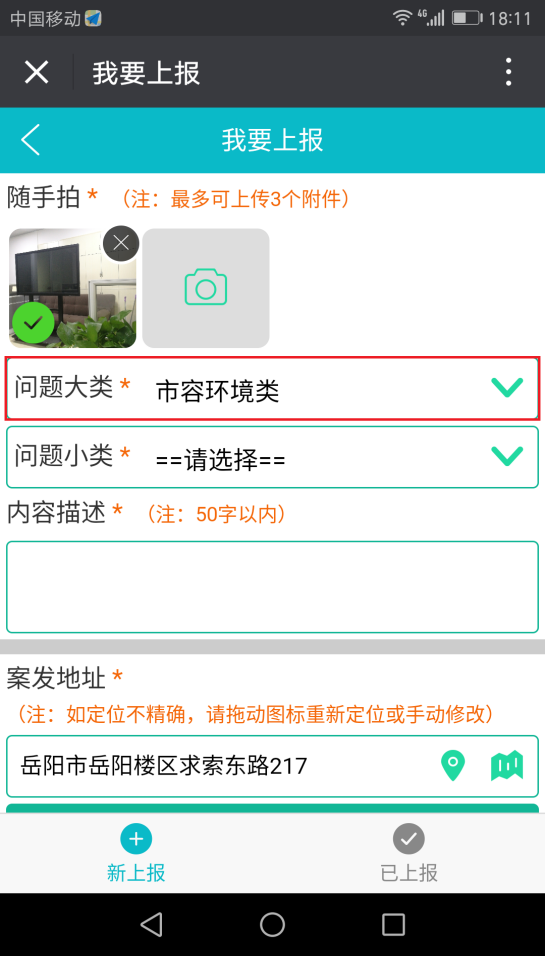 中国移动 4G 18:11
我要上报
我要上报
随手拍 * （注：最多可上传3个附件）
问题大类 * 市容环境类
问题小类 * ==请选择==
内容描述 * （注：50字以内）
案发地址 *
（注：如定位不精确，请拖动图标重新定位或手动修改）
岳阳市岳阳楼区求索东路217
新上报 已上报